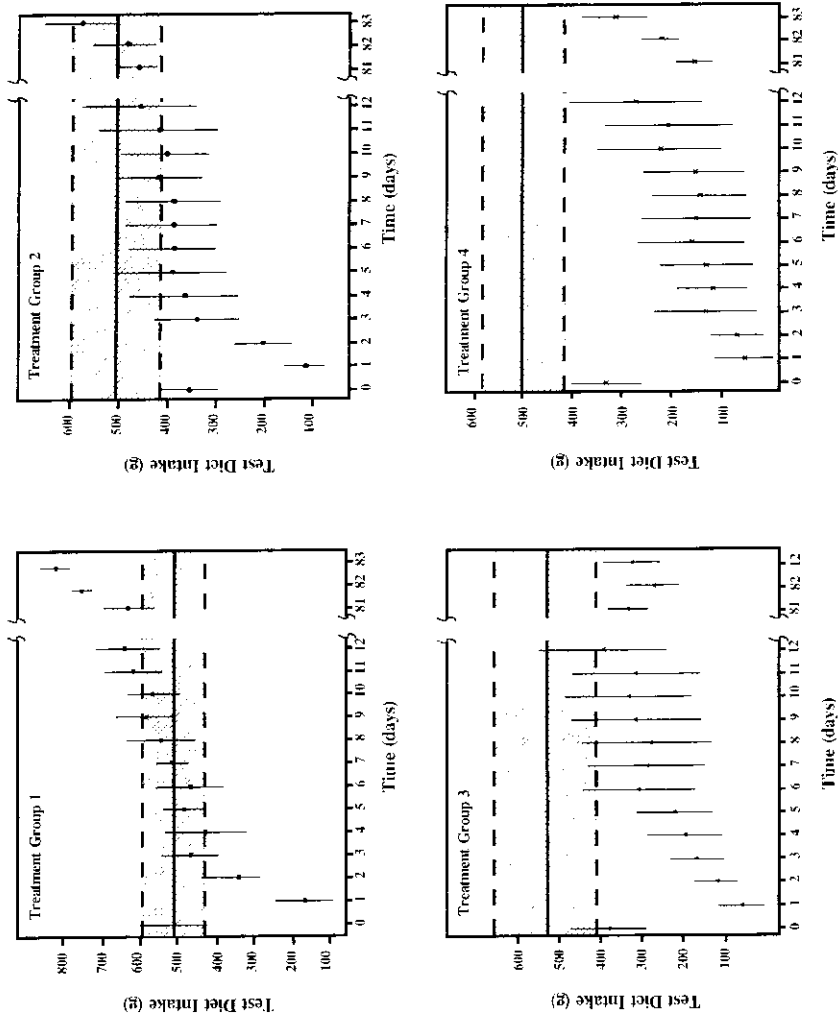 Treatment Group 1
Test Diet Intake (g)
800
700
600
500
400
300
200
100
0 1 2 3 4 5 6 7 8 9 10 11 12 81 82 83
Time (days)
Treatment Group 2
Test Diet Intake (g)
600
500
400
300
200
100
0 1 2 3 4 5 6 7 8 9 10 11 12 81 82 83
Time (days)
Treatment Group 3
Test Diet Intake (g)
600
500
400
300
200
100
0 1 2 3 4 5 6 7 8 9 10 11 12 81 82 12
Time (days)
Treatment Group 4
Test Diet Intake (g)
600
500
400
300
200
100
0 1 2 3 4 5 6 7 8 9 10 11 12 81 82 83
Time (days)